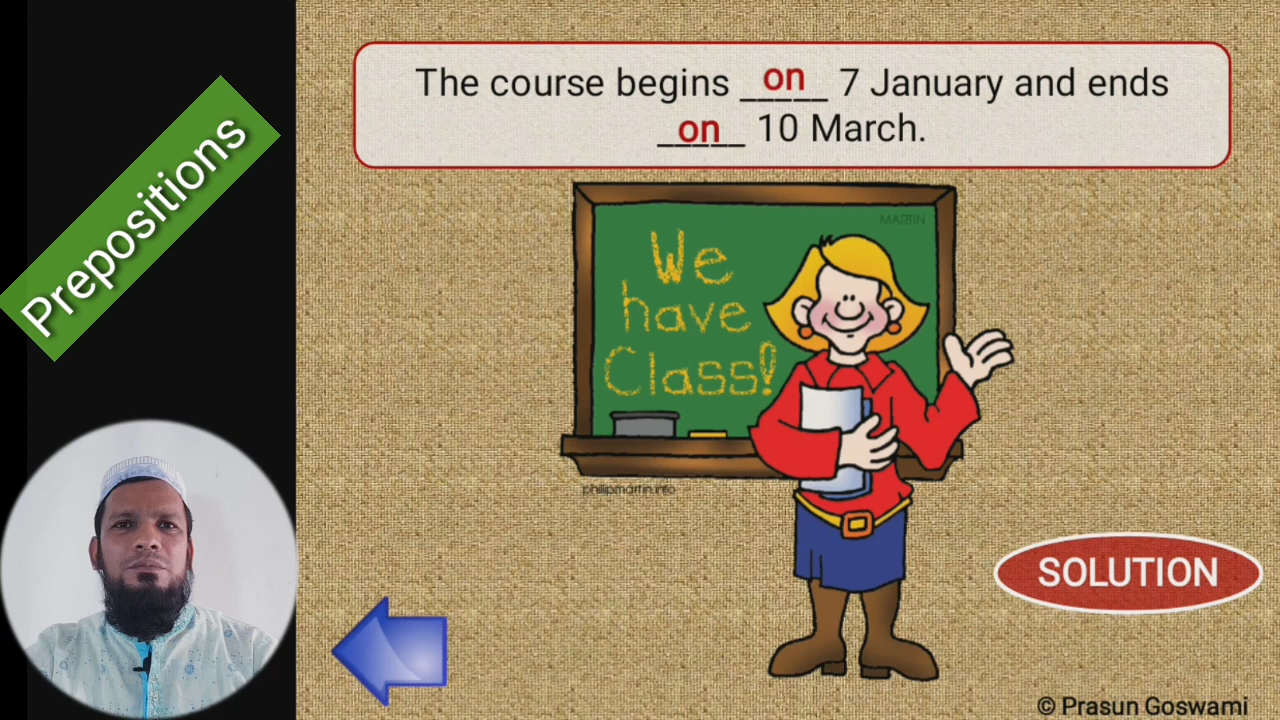 Prepositions
The course begins on 7 January and ends
on 10 March.
MARTIN
We
have
Class!
philipmartin.info
SOLUTION
© Prasun Goswami